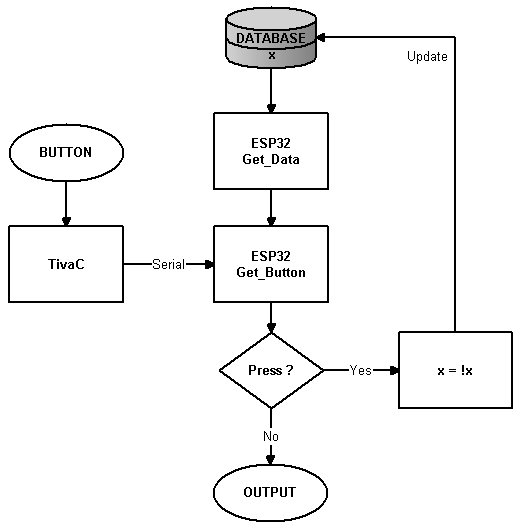 DATABASE
x
Update
ESP32
Get_Data
BUTTON
TivaC
Serial
ESP32
Get_Button
Press ?
Yes
x = !x
No
OUTPUT